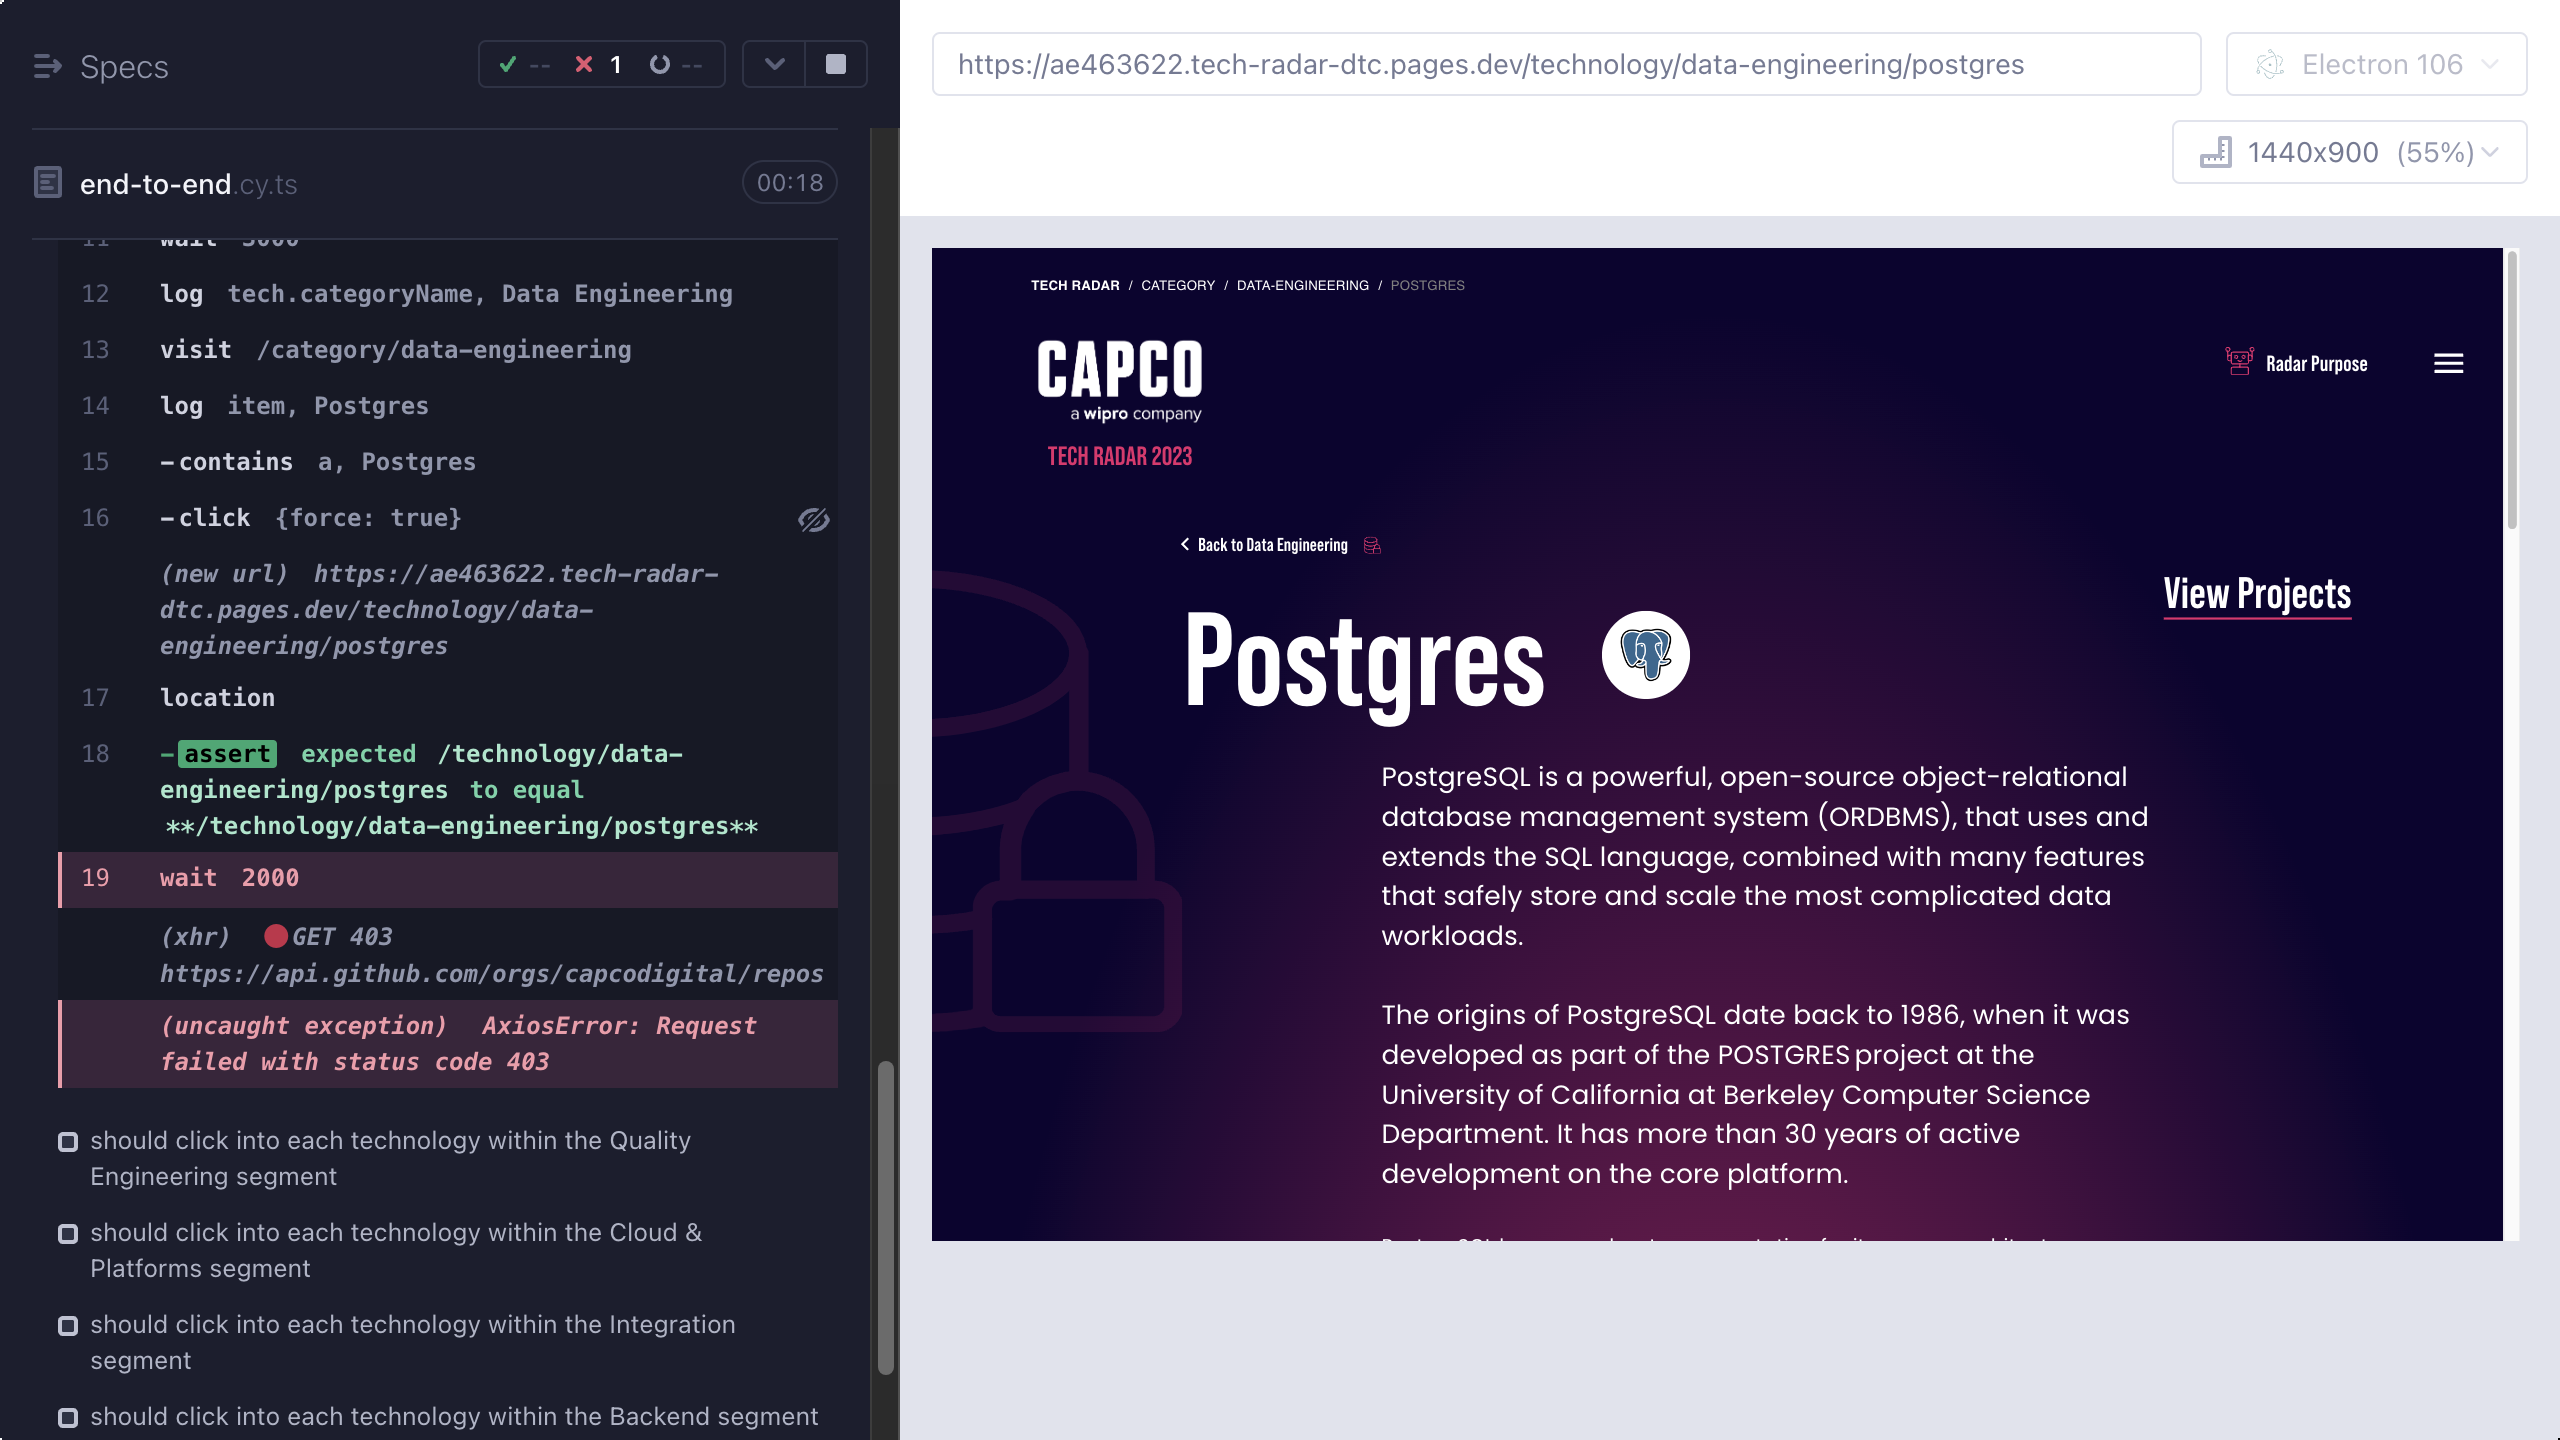 Specs
-- 1 --
end-to-end.cy.ts
00:18
11 wait 3000
12 log tech.categoryName, Data Engineering
13 visit /category/data-engineering
14 log item, Postgres
15 -contains a, Postgres
16 -click {force: true}
(new url) https://ae463622.tech-radar-
dtc.pages.dev/technology/data-
engineering/postgres
17 location
18 -assert expected /technology/data-
engineering/postgres to equal
**/technology/data-engineering/postgres**
19 wait 2000
(xhr) GET 403
https://api.github.com/orgs/capcodigital/repos
(uncaught exception) AxiosError: Request
failed with status code 403
should click into each technology within the Quality
Engineering segment
should click into each technology within the Cloud &
Platforms segment
should click into each technology within the Integration
segment
should click into each technology within the Backend segment
https://ae463622.tech-radar-dtc.pages.dev/technology/data-engineering/postgres
Electron 106
1440x900 (55%)
TECH RADAR / CATEGORY / DATA-ENGINEERING / POSTGRES
CAPCO
a wipro company
TECH RADAR 2023
Radar Purpose
Back to Data Engineering
View Projects
Postgres
PostgreSQL is a powerful, open-source object-relational
database management system (ORDBMS), that uses and
extends the SQL language, combined with many features
that safely store and scale the most complicated data
workloads.
The origins of PostgreSQL date back to 1986, when it was
developed as part of the POSTGRES project at the
University of California at Berkeley Computer Science
Department. It has more than 30 years of active
development on the core platform.